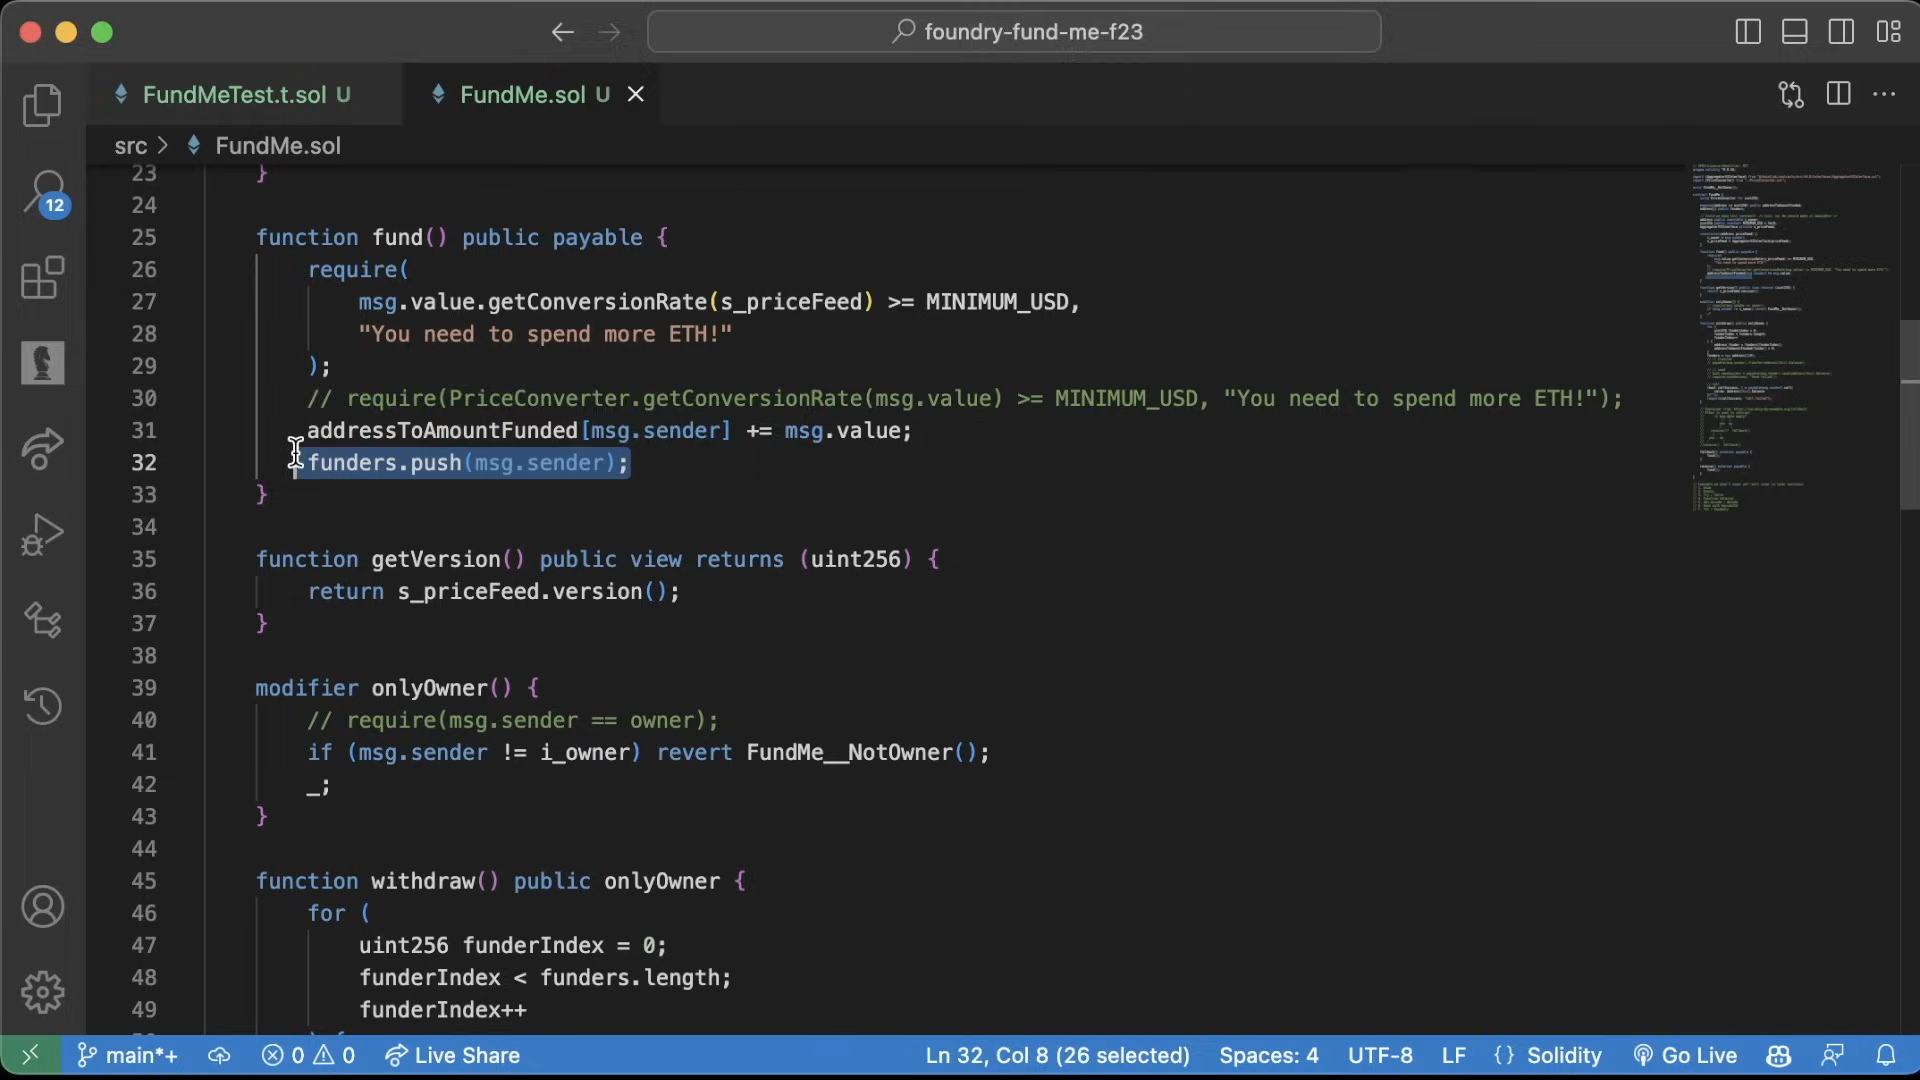 foundry-fund-me-f23
FundMeTest.t.sol U
FundMe.sol U
src > FundMe.sol
12
23 }
24
25 function fund() public payable {
26 require(
27 msg.value.getConversionRate(s_priceFeed) >= MINIMUM_USD,
28 "You need to spend more ETH!"
29 );
30 // require(PriceConverter.getConversionRate(msg.value) >= MINIMUM_USD, "You need to spend more ETH!");
31 addressToAmountFunded[msg.sender] += msg.value;
32 funders.push(msg.sender);
33 }
34
35 function getVersion() public view returns (uint256) {
36 return s_priceFeed.version();
37 }
38
39 modifier onlyOwner() {
40 // require(msg.sender == owner);
41 if (msg.sender != i_owner) revert FundMe__NotOwner();
42 _;
43 }
44
45 function withdraw() public onlyOwner {
46 for (
47 uint256 funderIndex = 0;
48 funderIndex < funders.length;
49 funderIndex++
main*+ 0 0 Live Share Ln 32, Col 8 (26 selected) Spaces: 4 UTF-8 LF {} Solidity Go Live